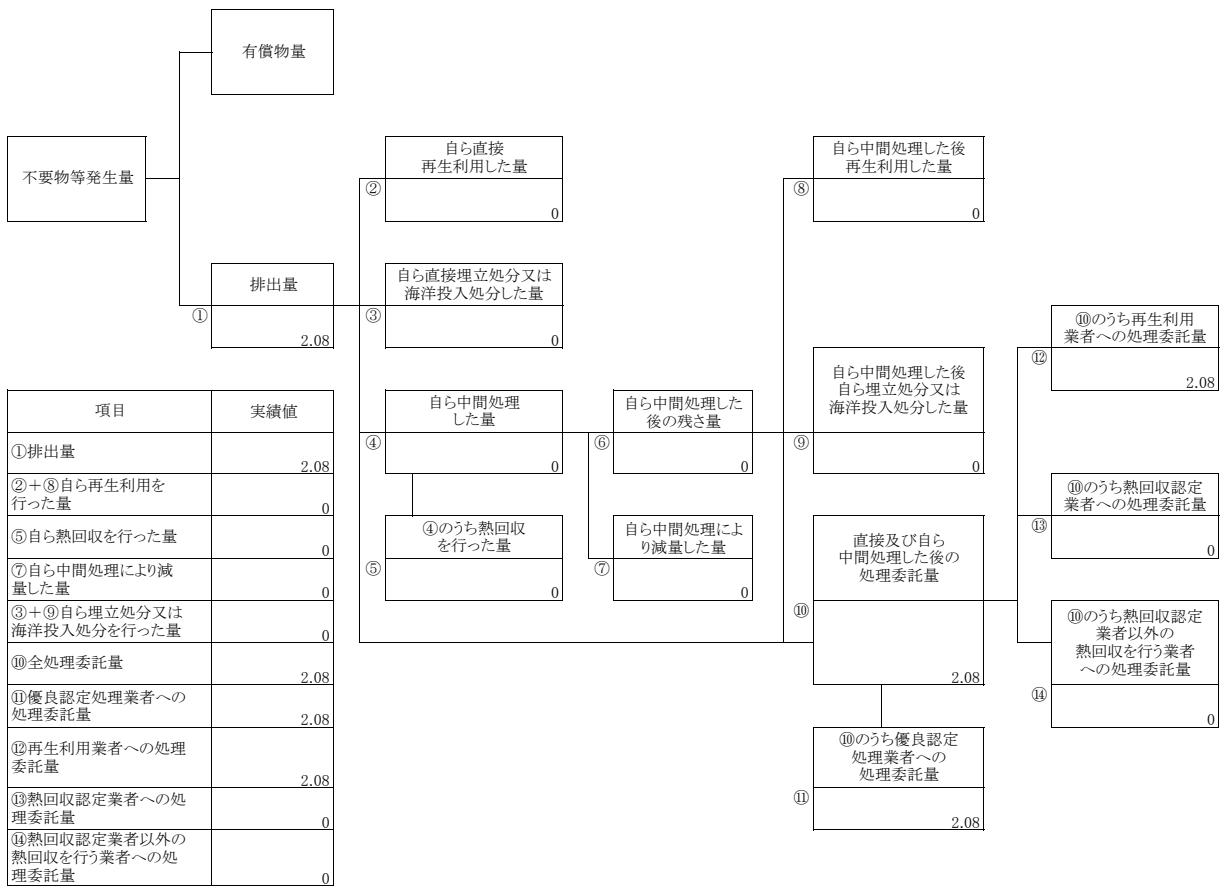 有償物量
不要物等発生量
排出量
①
2.08
自ら直接
再生利用した量
②
0
自ら直接埋立処分又は
海洋投入処分した量
③
0
自ら中間処理
した量
④
0
④のうち熱回収
を行った量
⑤
0
自ら中間処理した
後の残さ量
⑥
0
自ら中間処理によ
り減量した量
⑦
0
自ら中間処理した後
再生利用した量
⑧
0
自ら中間処理した後
自ら埋立処分又は
海洋投入処分した量
⑨
0
直接及び自ら
中間処理した後の
処理委託量
⑩
2.08
⑩のうち優良認定
処理業者への
処理委託量
⑪
2.08
⑩のうち再生利用
業者への処理委託量
⑫
2.08
⑩のうち熱回収認定
業者への処理委託量
⑬
0
⑩のうち熱回収認定
業者以外の
熱回収を行う業者
への処理委託量
⑭
0
項目 実績値
①排出量
2.08
②+⑧自ら再生利用を
行った量
0
⑤自ら熱回収を行った量
0
⑦自ら中間処理により減
量した量
0
③+⑨自ら埋立処分又は
海洋投入処分を行った量
0
⑩全処理委託量
2.08
⑪優良認定処理業者への
処理委託量
2.08
⑫再生利用業者への処理
委託量
2.08
⑬熱回収認定業者への処
理委託量
0
⑭熱回収認定業者以外の
熱回収を行う業者への処
理委託量
0